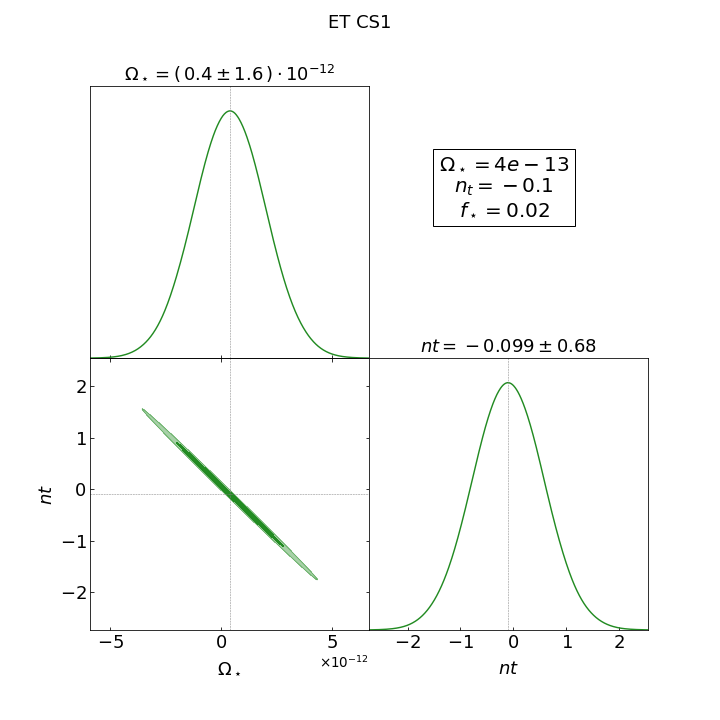 ET CS1
Ω⋆ = ( 0.4 ± 1.6 ) · 10⁻¹²
Ω⋆ = 4e − 13
nₜ = −0.1
f⋆ = 0.02
nt = −0.099 ± 0.68
2
1
0
−1
−2
nt
−5 0 5
×10⁻¹²
Ω⋆
−2 −1 0 1 2
nt